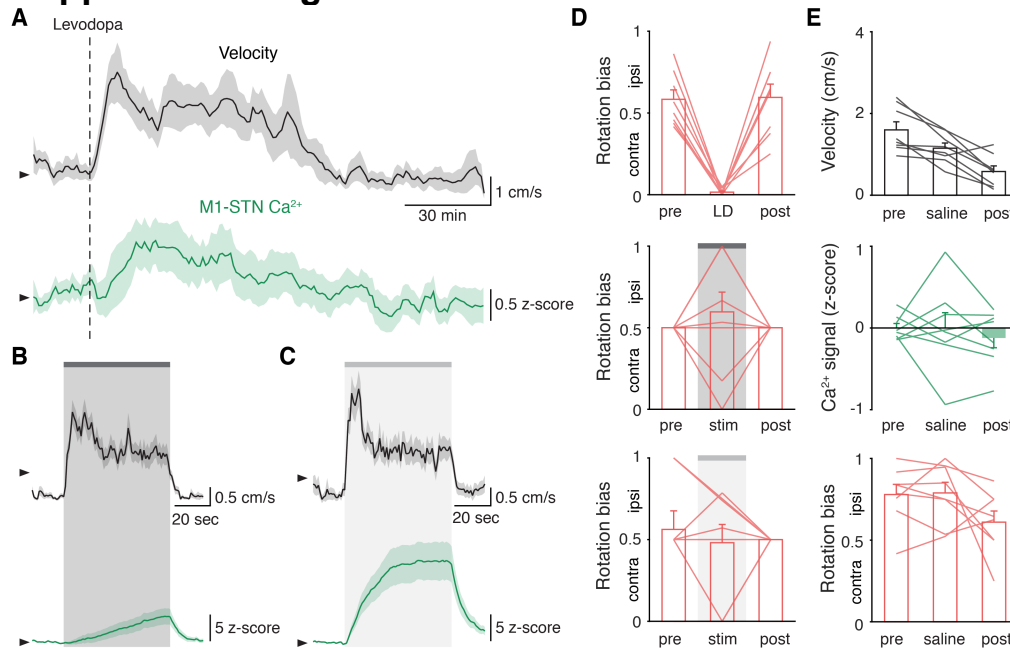 A
Levodopa
Velocity
1 cm/s
30 min
M1-STN Ca²⁺
0.5 z-score
B
0.5 cm/s
20 sec
5 z-score
C
0.5 cm/s
20 sec
5 z-score
D
Rotation bias
contra ipsi
1
0.5
0
pre LD post
Rotation bias
contra ipsi
1
0.5
0
pre stim post
Rotation bias
contra ipsi
1
0.5
0
pre stim post
E
Velocity (cm/s)
4
2
0
pre saline post
Ca²⁺ signal (z-score)
1
0
-1
pre saline post
Rotation bias
contra ipsi
1
0.5
0
pre saline post